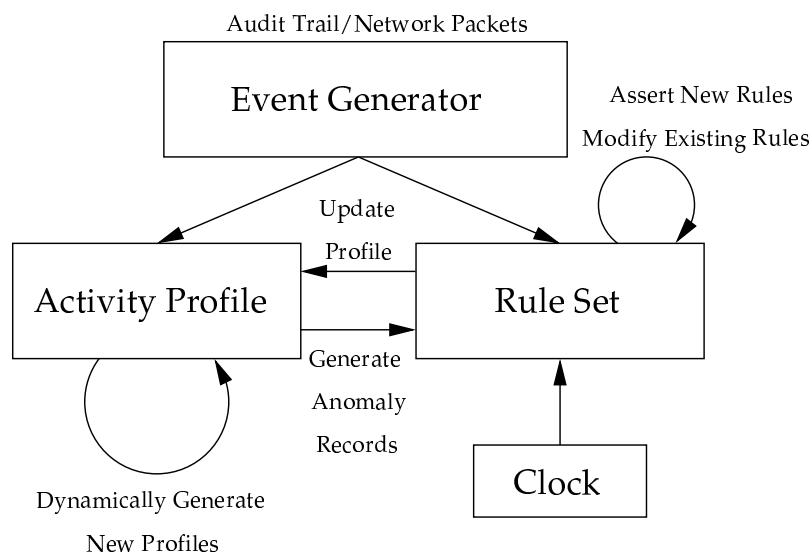 Audit Trail/Network Packets
Event Generator
Assert New Rules
Modify Existing Rules
Update
Profile
Activity Profile
Rule Set
Generate
Anomaly
Records
Clock
Dynamically Generate
New Profiles